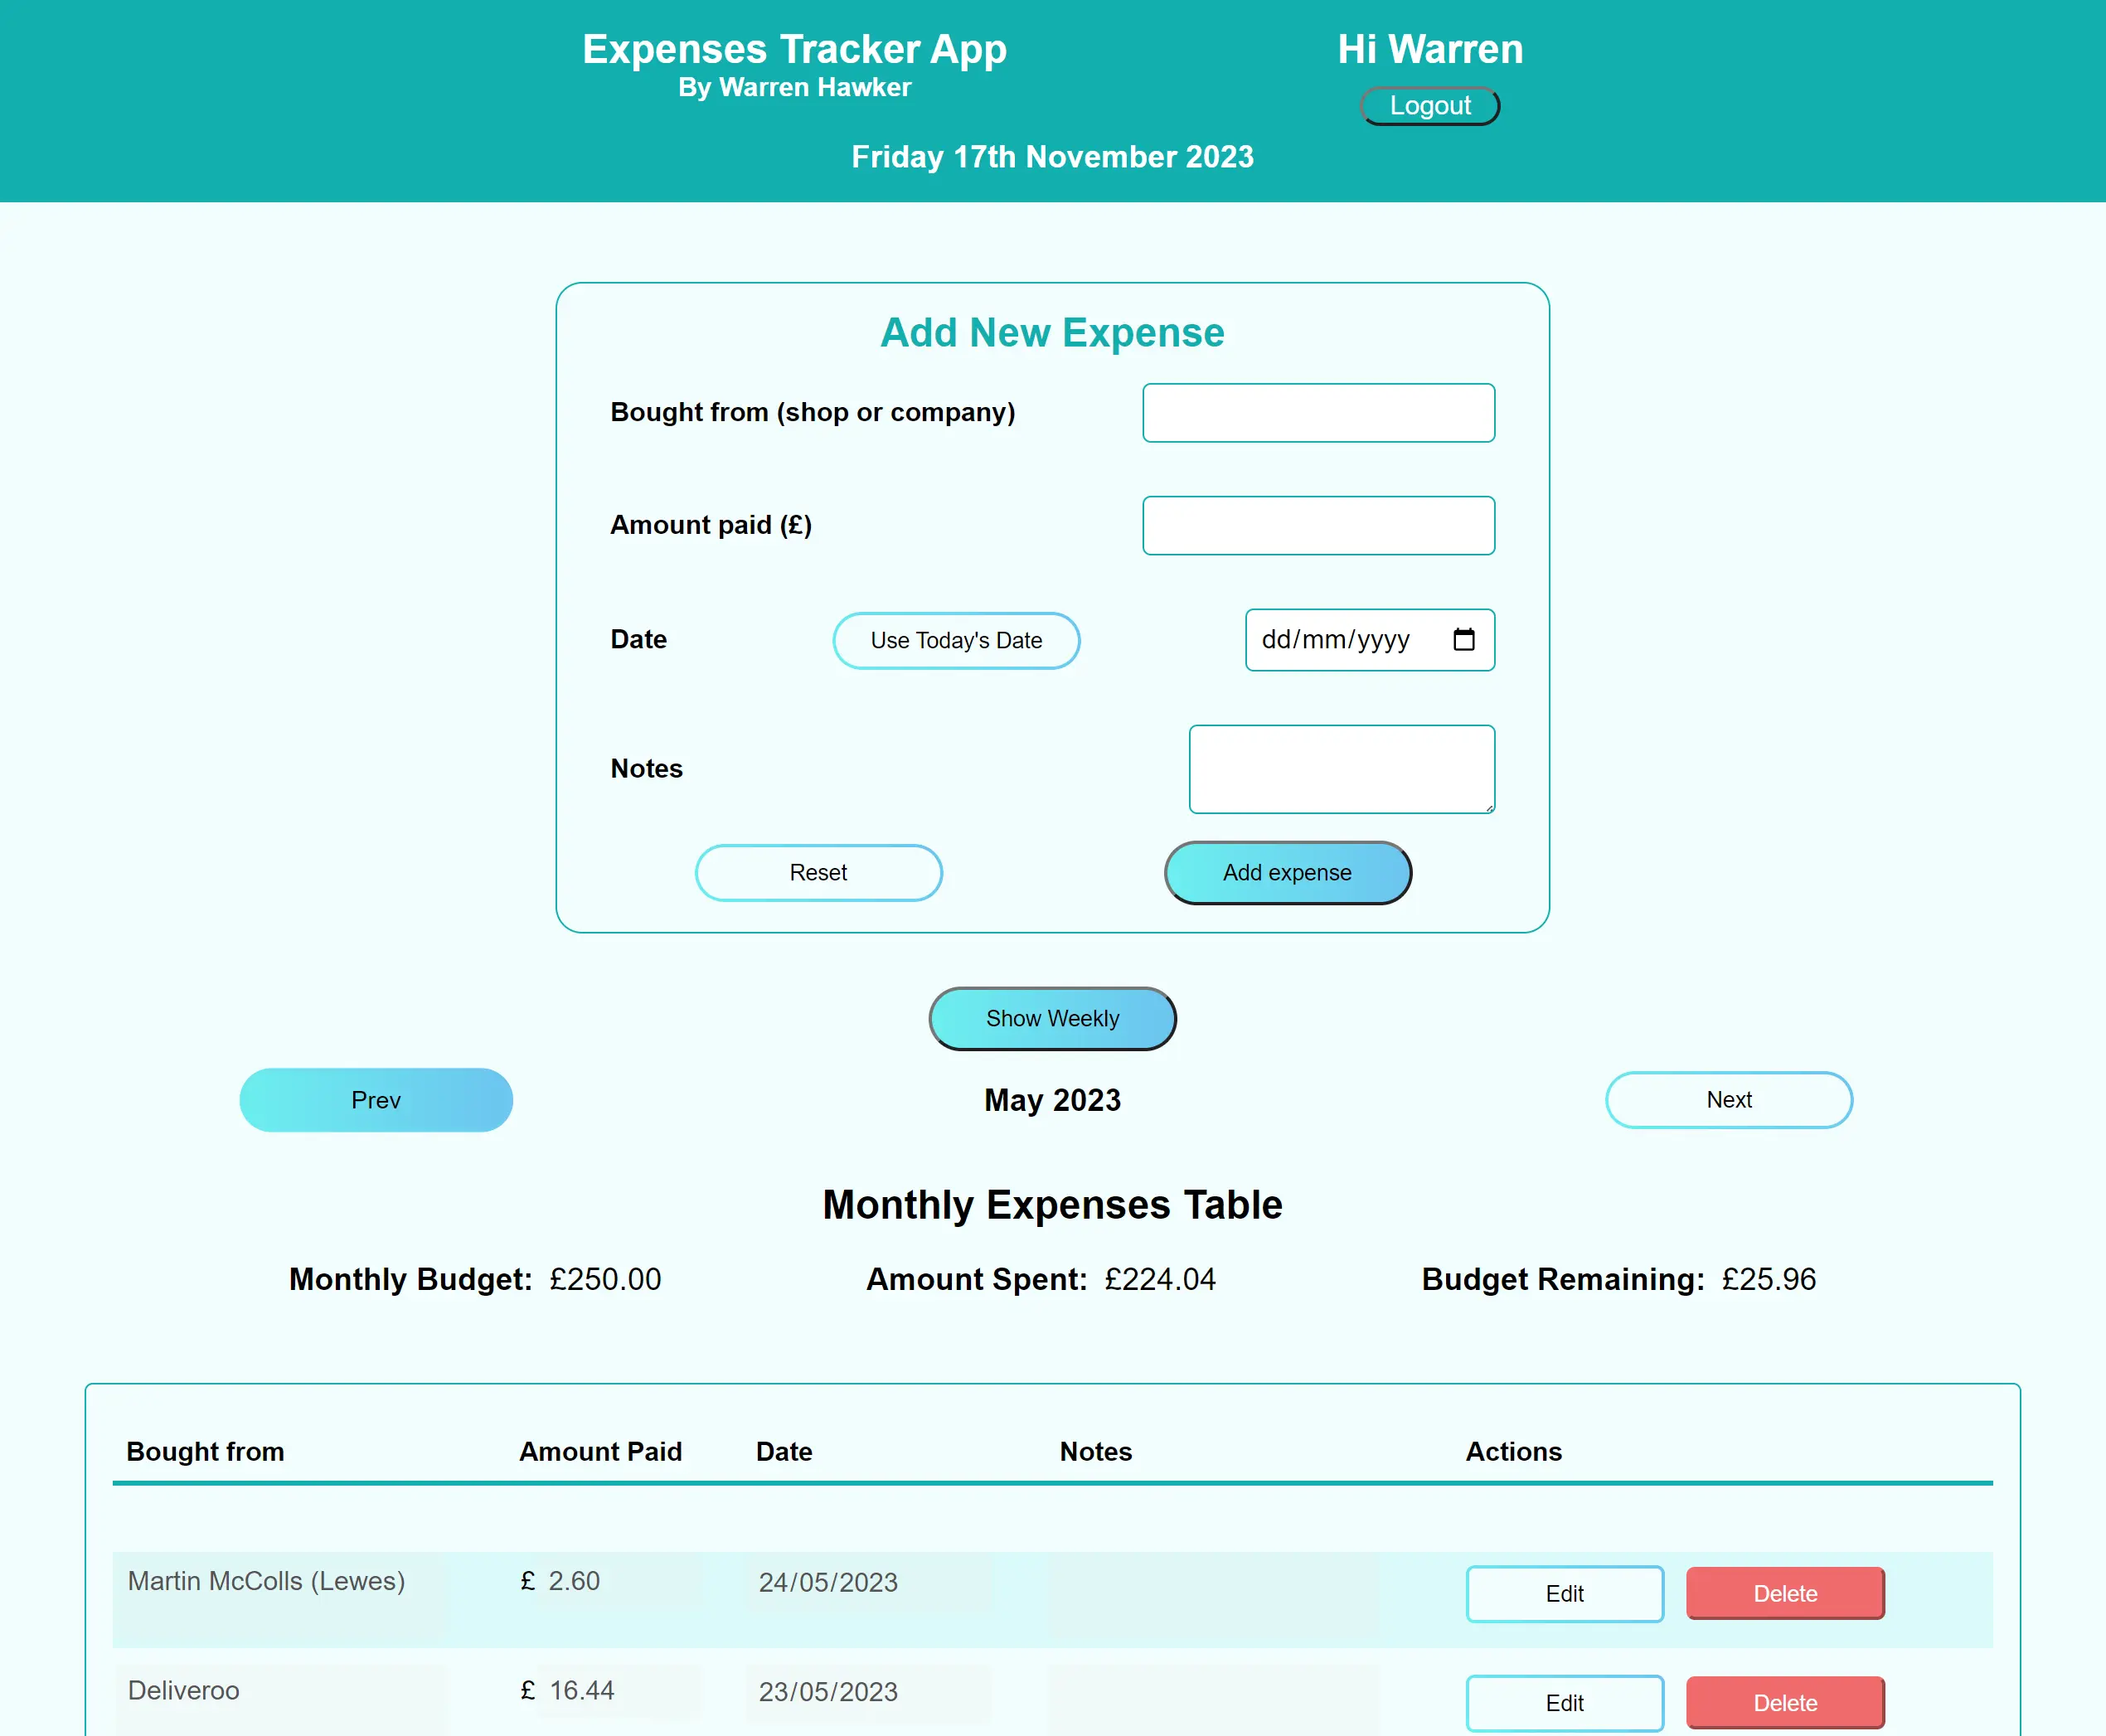 Expenses Tracker App
By Warren Hawker
Hi Warren
Logout
Friday 17th November 2023
Add New Expense
Bought from (shop or company)
Amount paid (£)
Date
Use Today's Date
dd/mm/yyyy
Notes
Reset
Add expense
Show Weekly
Prev
May 2023
Next
Monthly Expenses Table
Monthly Budget: £250.00
Amount Spent: £224.04
Budget Remaining: £25.96
Bought from Amount Paid Date Notes Actions
Martin McColls (Lewes) £ 2.60 24/05/2023 Edit Delete
Deliveroo £ 16.44 23/05/2023 Edit Delete